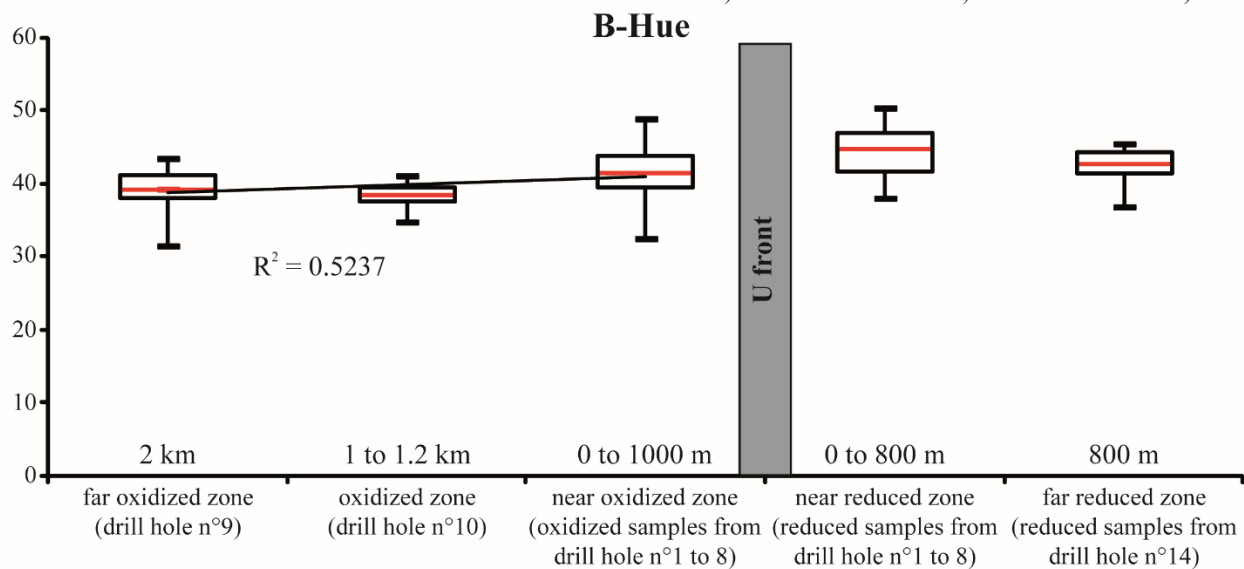 B-Hue
60
50
40
30
20
10
0
R² = 0.5237
U front
2 km
1 to 1.2 km
0 to 1000 m
0 to 800 m
800 m
far oxidized zone
(drill hole n°9)
oxidized zone
(drill hole n°10)
near oxidized zone
(oxidized samples from
drill hole n°1 to 8)
near reduced zone
(reduced samples from
drill hole n°1 to 8)
far reduced zone
(reduced samples from
drill hole n°14)